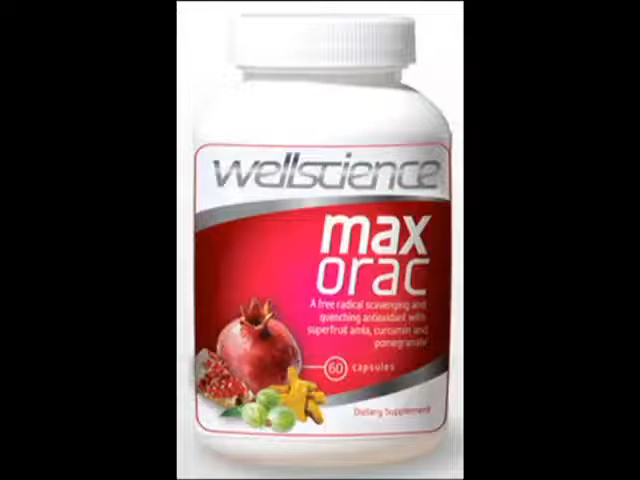 wellscience
max
orac
A free radical scavenging and
quenching antioxidant with
superfruit amla, curcumin and
pomegranate
60 capsules
Dietary Supplement